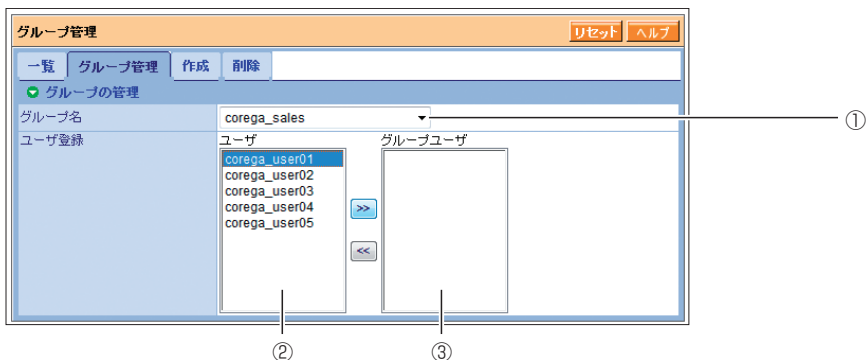 グループ管理 リセット ヘルプ
一覧 グループ管理 作成 削除
グループの管理
グループ名 corega_sales ①
ユーザ登録 ユーザ グループユーザ
corega_user01
corega_user02
corega_user03
corega_user04
corega_user05
>>
<<
② ③